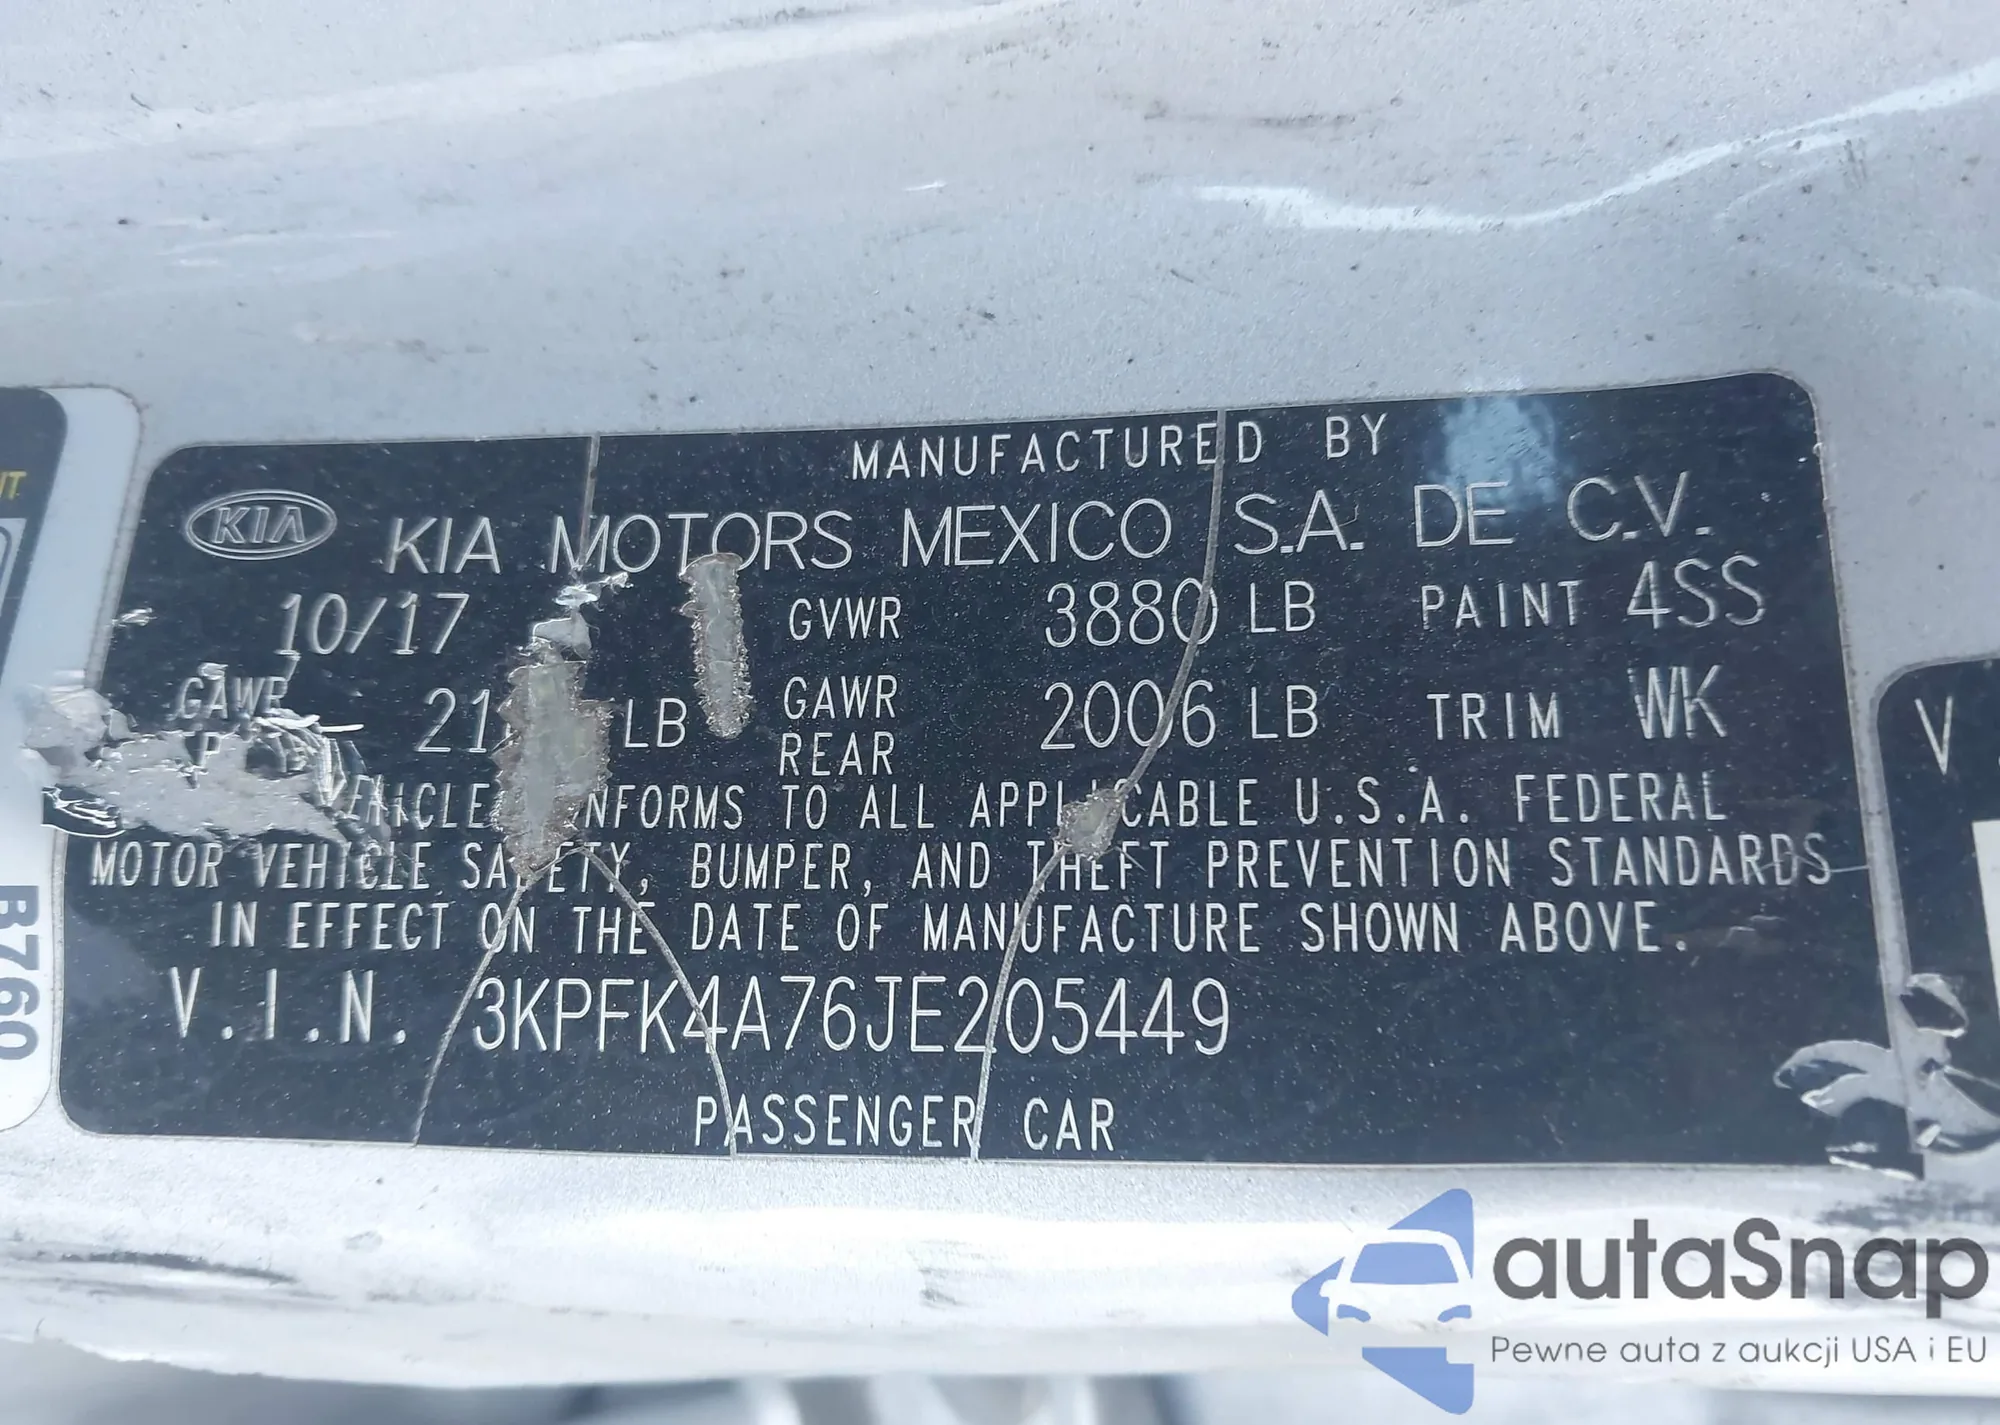 MANUFACTURED BY
KIA KIA MOTORS MEXICO S.A. DE C.V.
10/17 GVWR 3880 LB PAINT 4SS
GAWR LB GAWR 2006 LB TRIM WK
REAR
VEHICLE TO ALL APPLICABLE U.S.A. FEDERAL
MOTOR VEHICLE SAFETY, BUMPER, AND THEFT PREVENTION STANDARDS
IN EFFECT ON THE DATE OF MANUFACTURE SHOWN ABOVE.
V.I.N. 3KPFK4A76JE205449
PASSENGER CAR
B760
V
autaSnap
Pewne auta z aukcji USA i EU